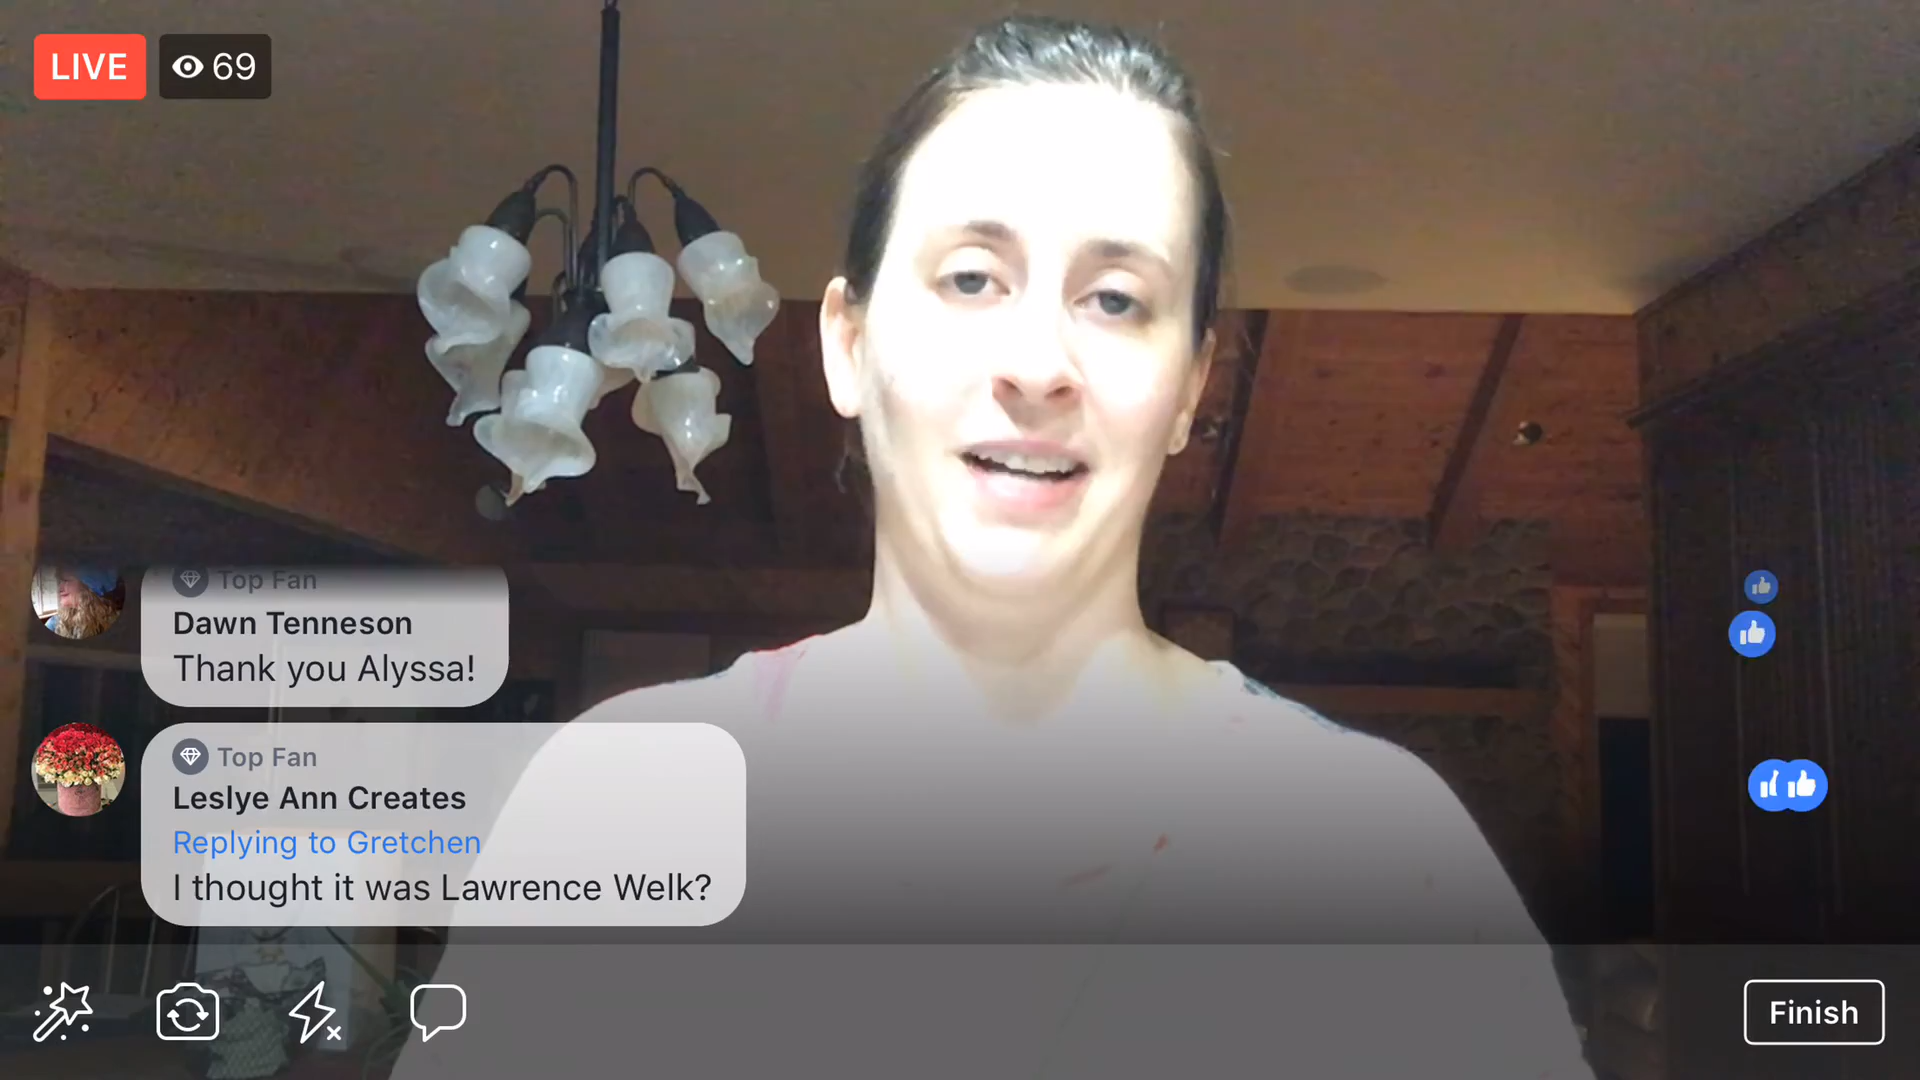 LIVE 69
Top Fan
Dawn Tenneson
Thank you Alyssa!
Top Fan
Leslye Ann Creates
Replying to Gretchen
I thought it was Lawrence Welk?
Finish